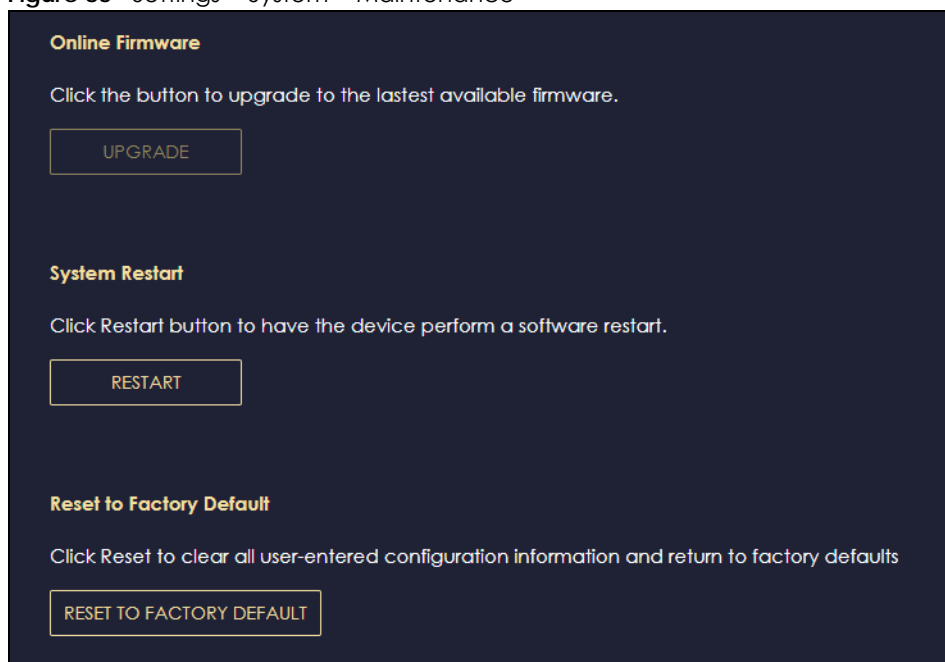 Online Firmware
Click the button to upgrade to the lastest available firmware.
UPGRADE
System Restart
Click Restart button to have the device perform a software restart.
RESTART
Reset to Factory Default
Click Reset to clear all user-entered configuration information and return to factory defaults
RESET TO FACTORY DEFAULT